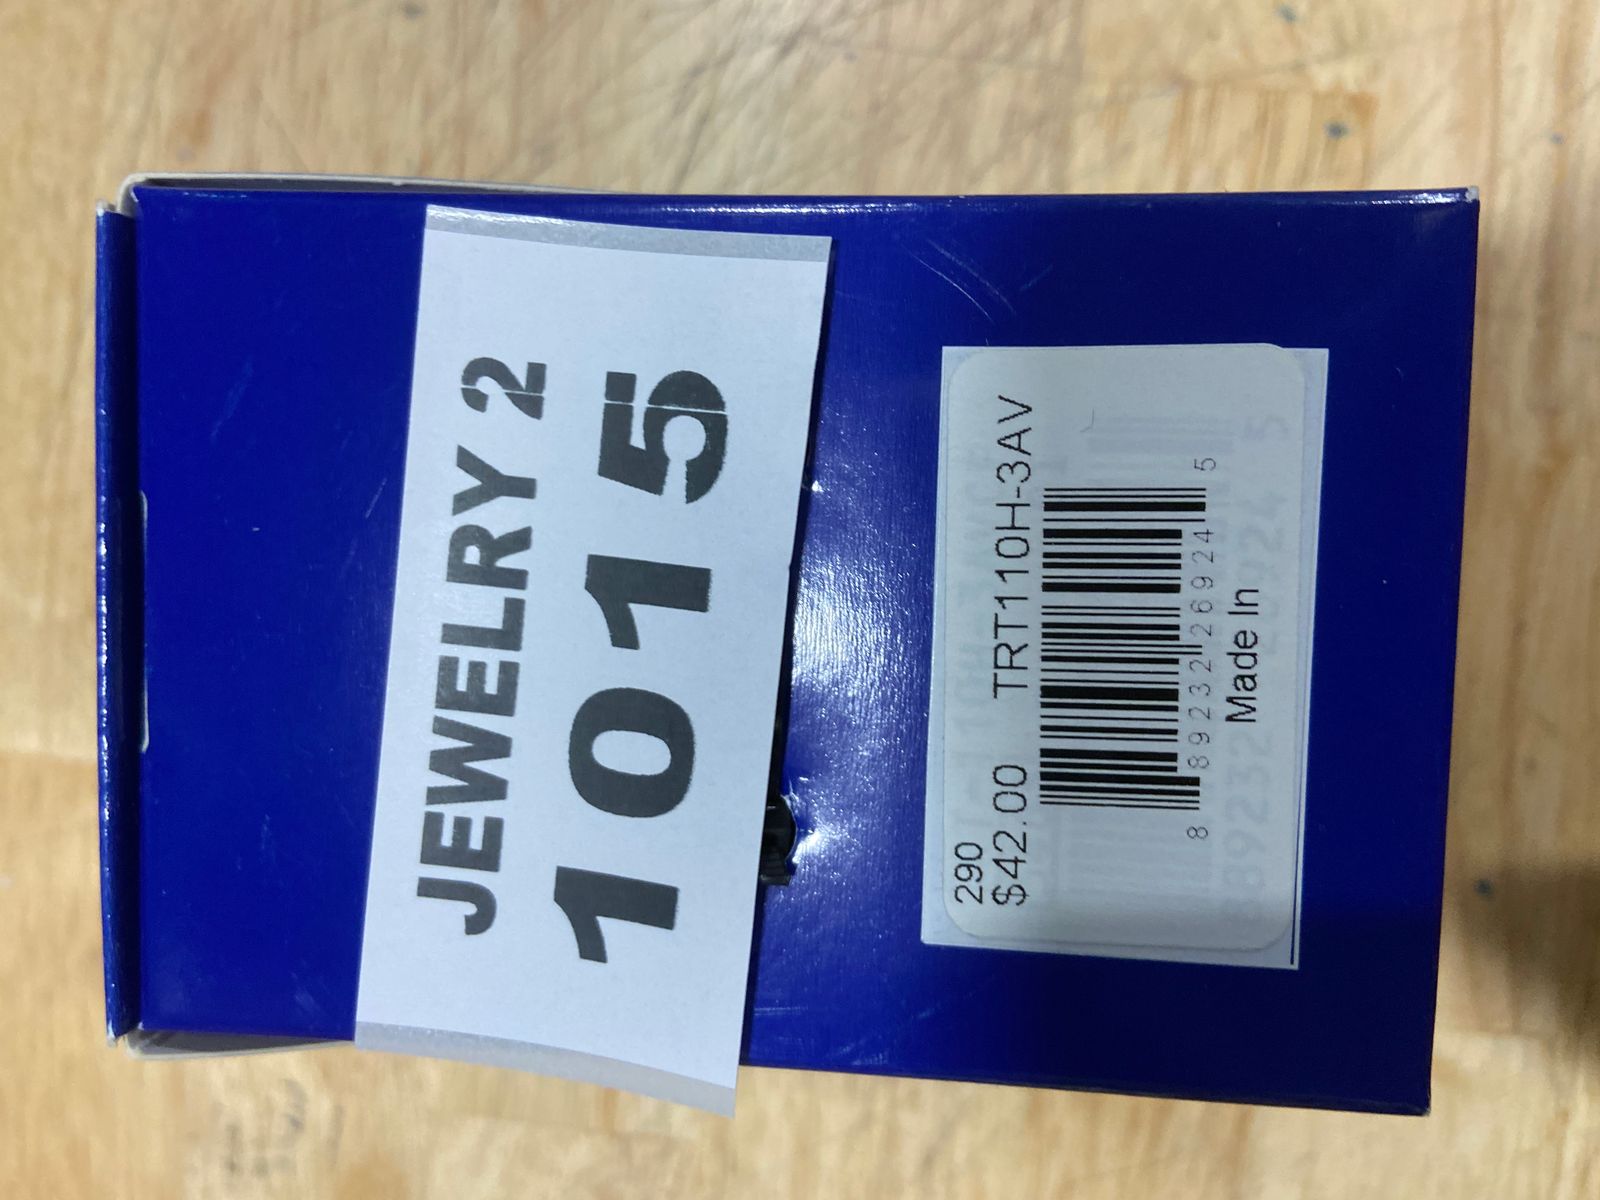 JEWELRY 2
1015
290
$42.00 TRT110H-3AV
8 89232 26924 5
Made In